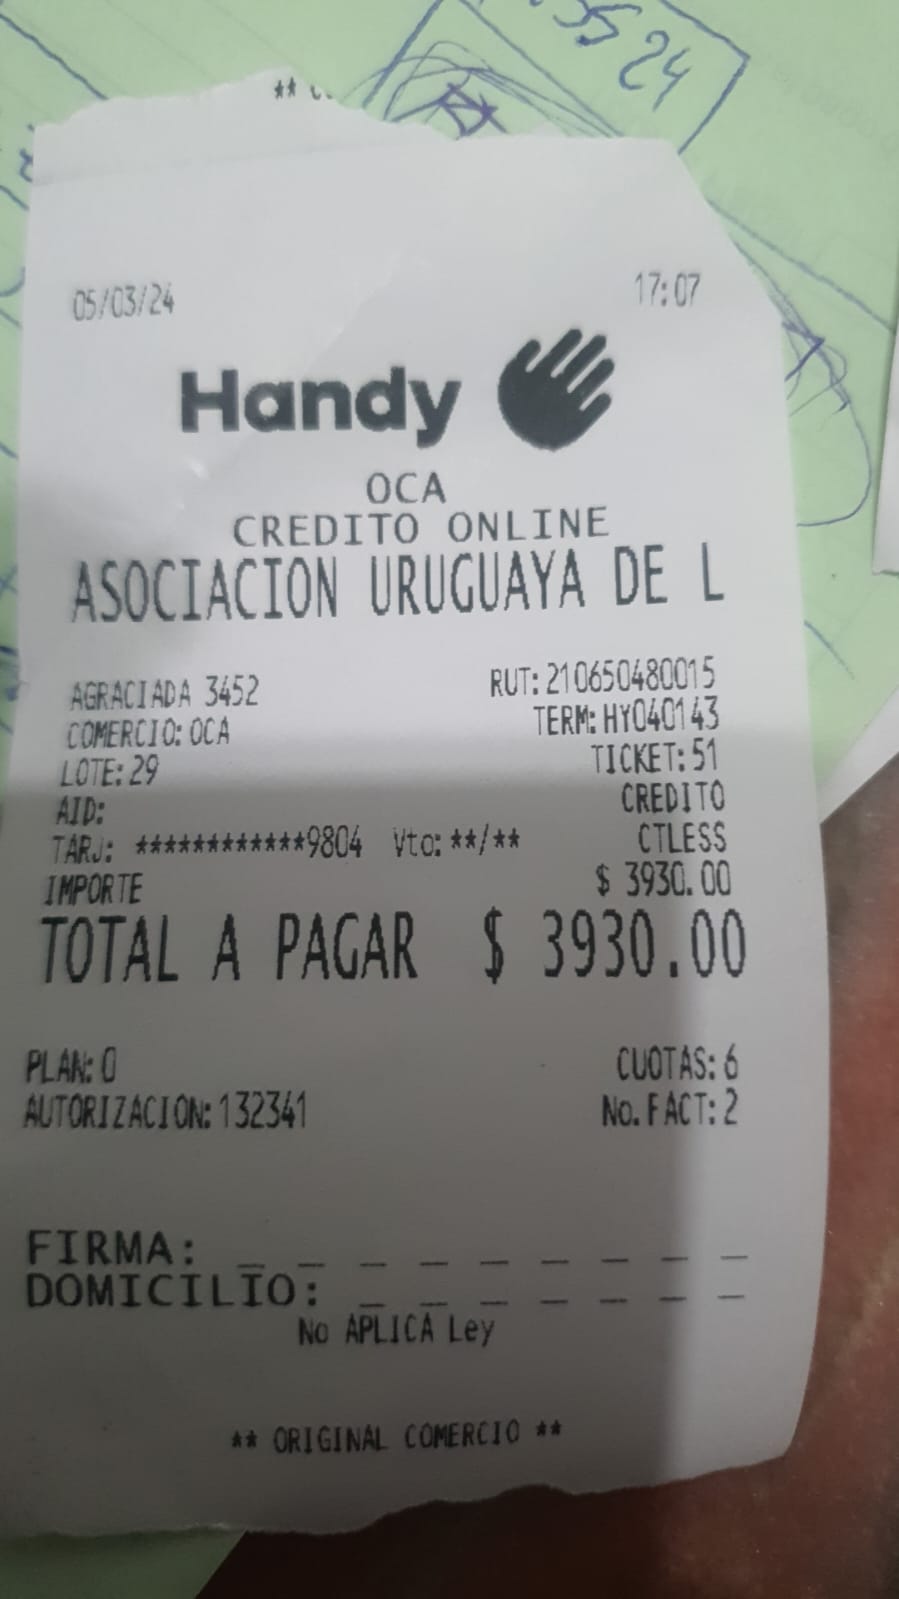 5524
05/03/24 17:07
Handy
OCA
CREDITO ONLINE
ASOCIACION URUGUAYA DE L
AGRACIADA 3452 RUT: 210650480015
COMERCIO: OCA TERM: HY040143
LOTE: 29 TICKET: 51
AID: CREDITO
TARJ: ************9804 Vto: **/** CTLESS
IMPORTE $ 3930.00
TOTAL A PAGAR $ 3930.00
PLAN: 0 CUOTAS: 6
AUTORIZACION: 132341 No. FACT: 2
FIRMA: _ _ _ _ _ _ _ _ _
DOMICILIO: _ _ _ _ _ _ _
No APLICA Ley
** ORIGINAL COMERCIO **